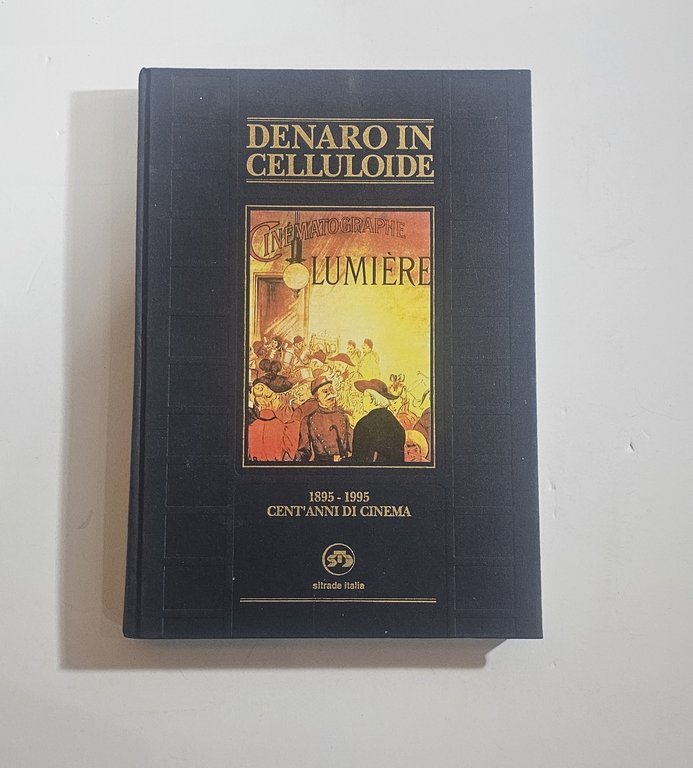 DENARO IN
CELLULOIDE
CINÉMATOGRAPHE
LUMIÈRE
1895 - 1995
CENT'ANNI DI CINEMA
sitrade italia